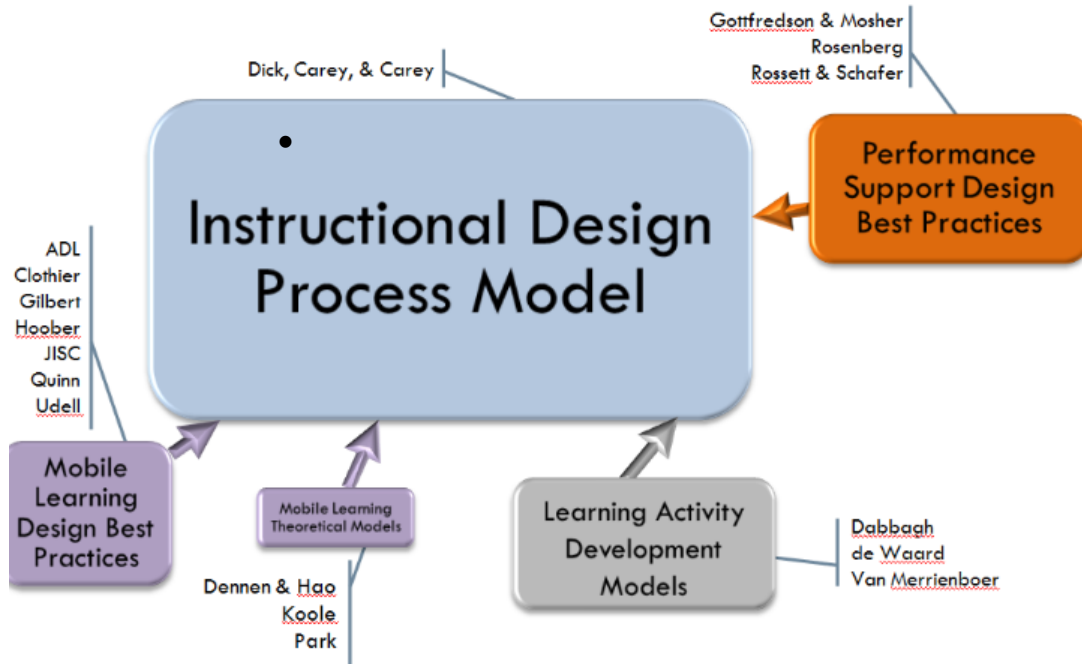 Gottfredson & Mosher
Rosenberg
Rossett & Schafer
Dick, Carey, & Carey
•
Instructional Design
Process Model
Performance
Support Design
Best Practices
ADL
Clothier
Gilbert
Hoober
JISC
Quinn
Udell
Mobile
Learning
Design Best
Practices
Mobile Learning
Theoretical Models
Dennen & Hao
Koole
Park
Learning Activity
Development
Models
Dabbagh
de Waard
Van Merrienboer